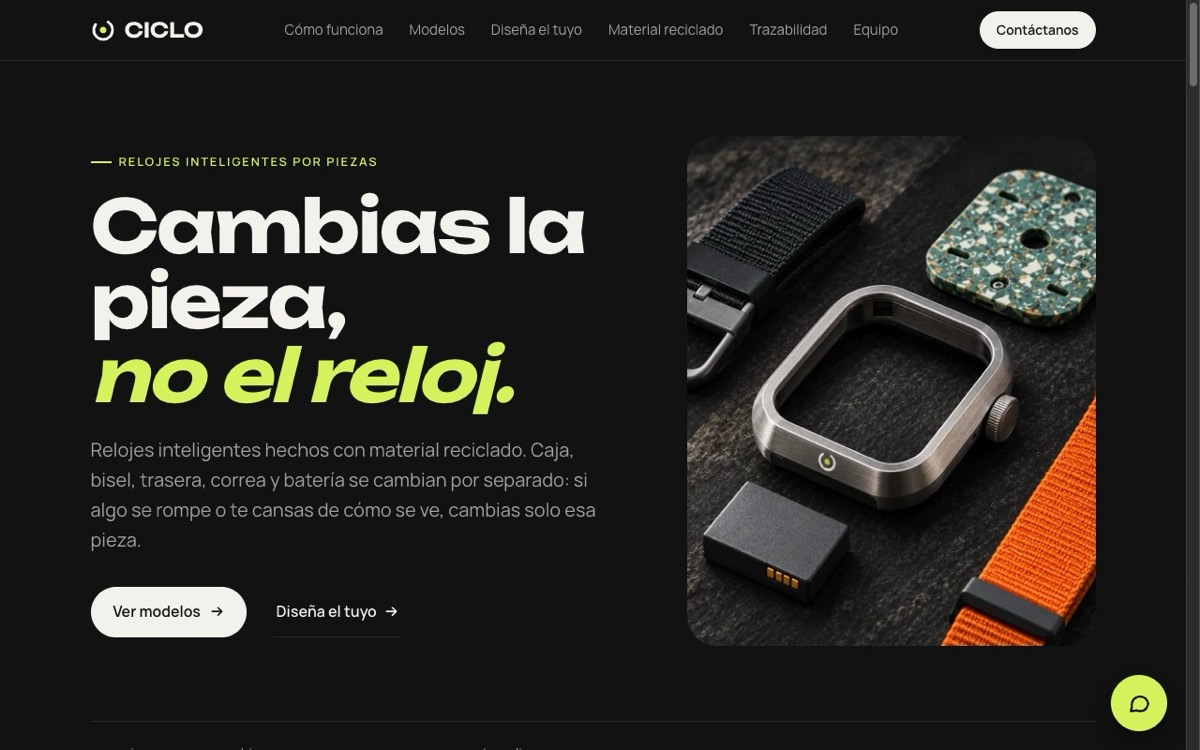 CICLO
Cómo funciona
Modelos
Diseña el tuyo
Material reciclado
Trazabilidad
Equipo
Contáctanos
RELOJES INTELIGENTES POR PIEZAS
Cambias la
pieza,
no el reloj.
Relojes inteligentes hechos con material reciclado. Caja,
bisel, trasera, correa y batería se cambian por separado: si
algo se rompe o te cansas de cómo se ve, cambias solo esa
pieza.
Ver modelos →
Diseña el tuyo →